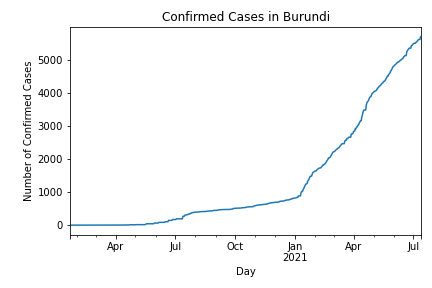 Confirmed Cases in Burundi
Number of Confirmed Cases
5000
4000
3000
2000
1000
0
Apr Jul Oct Jan Apr Jul
2021
Day